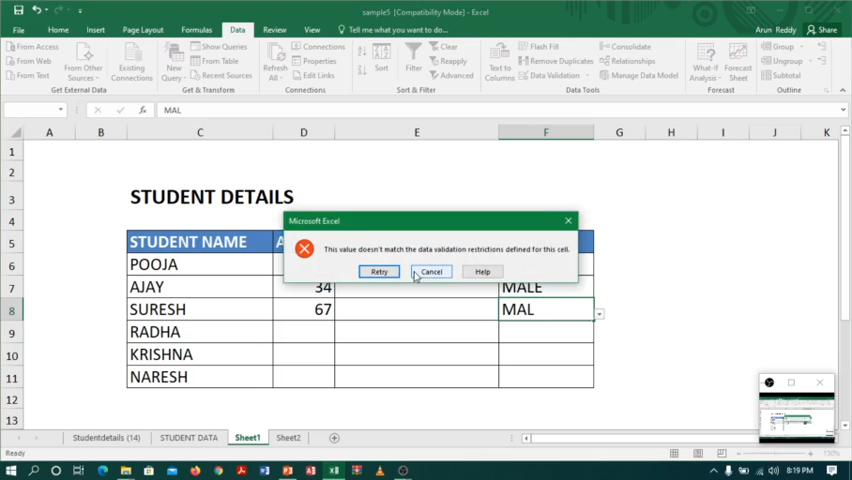 sample5 [Compatibility Mode] - Excel
Arun Reddy
Share
File Home Insert Page Layout Formulas Data Review View Tell me what you want to do
From Access
From Web
From Text
From Other Sources
Existing Connections
Get External Data
New Query
Show Queries
From Table
Recent Sources
Get & Transform
Refresh All
Connections
Properties
Edit Links
Connections
Sort
Filter
Clear
Reapply
Advanced
Sort & Filter
Text to Columns
Flash Fill
Remove Duplicates
Data Validation
Consolidate
Relationships
Manage Data Model
Data Tools
What-If Analysis
Forecast Sheet
Forecast
Group
Ungroup
Subtotal
Outline
fx MAL
A B C D E F G H I J K
1
2
3 STUDENT DETAILS
4
5 STUDENT NAME A
6 POOJA
7 AJAY 34 MALE
8 SURESH 67 MAL
9 RADHA
10 KRISHNA
11 NARESH
12
13
Microsoft Excel
This value doesn't match the data validation restrictions defined for this cell.
Retry Cancel Help
Studentdetails (14) STUDENT DATA Sheet1 Sheet2
Ready
130%
8:19 PM